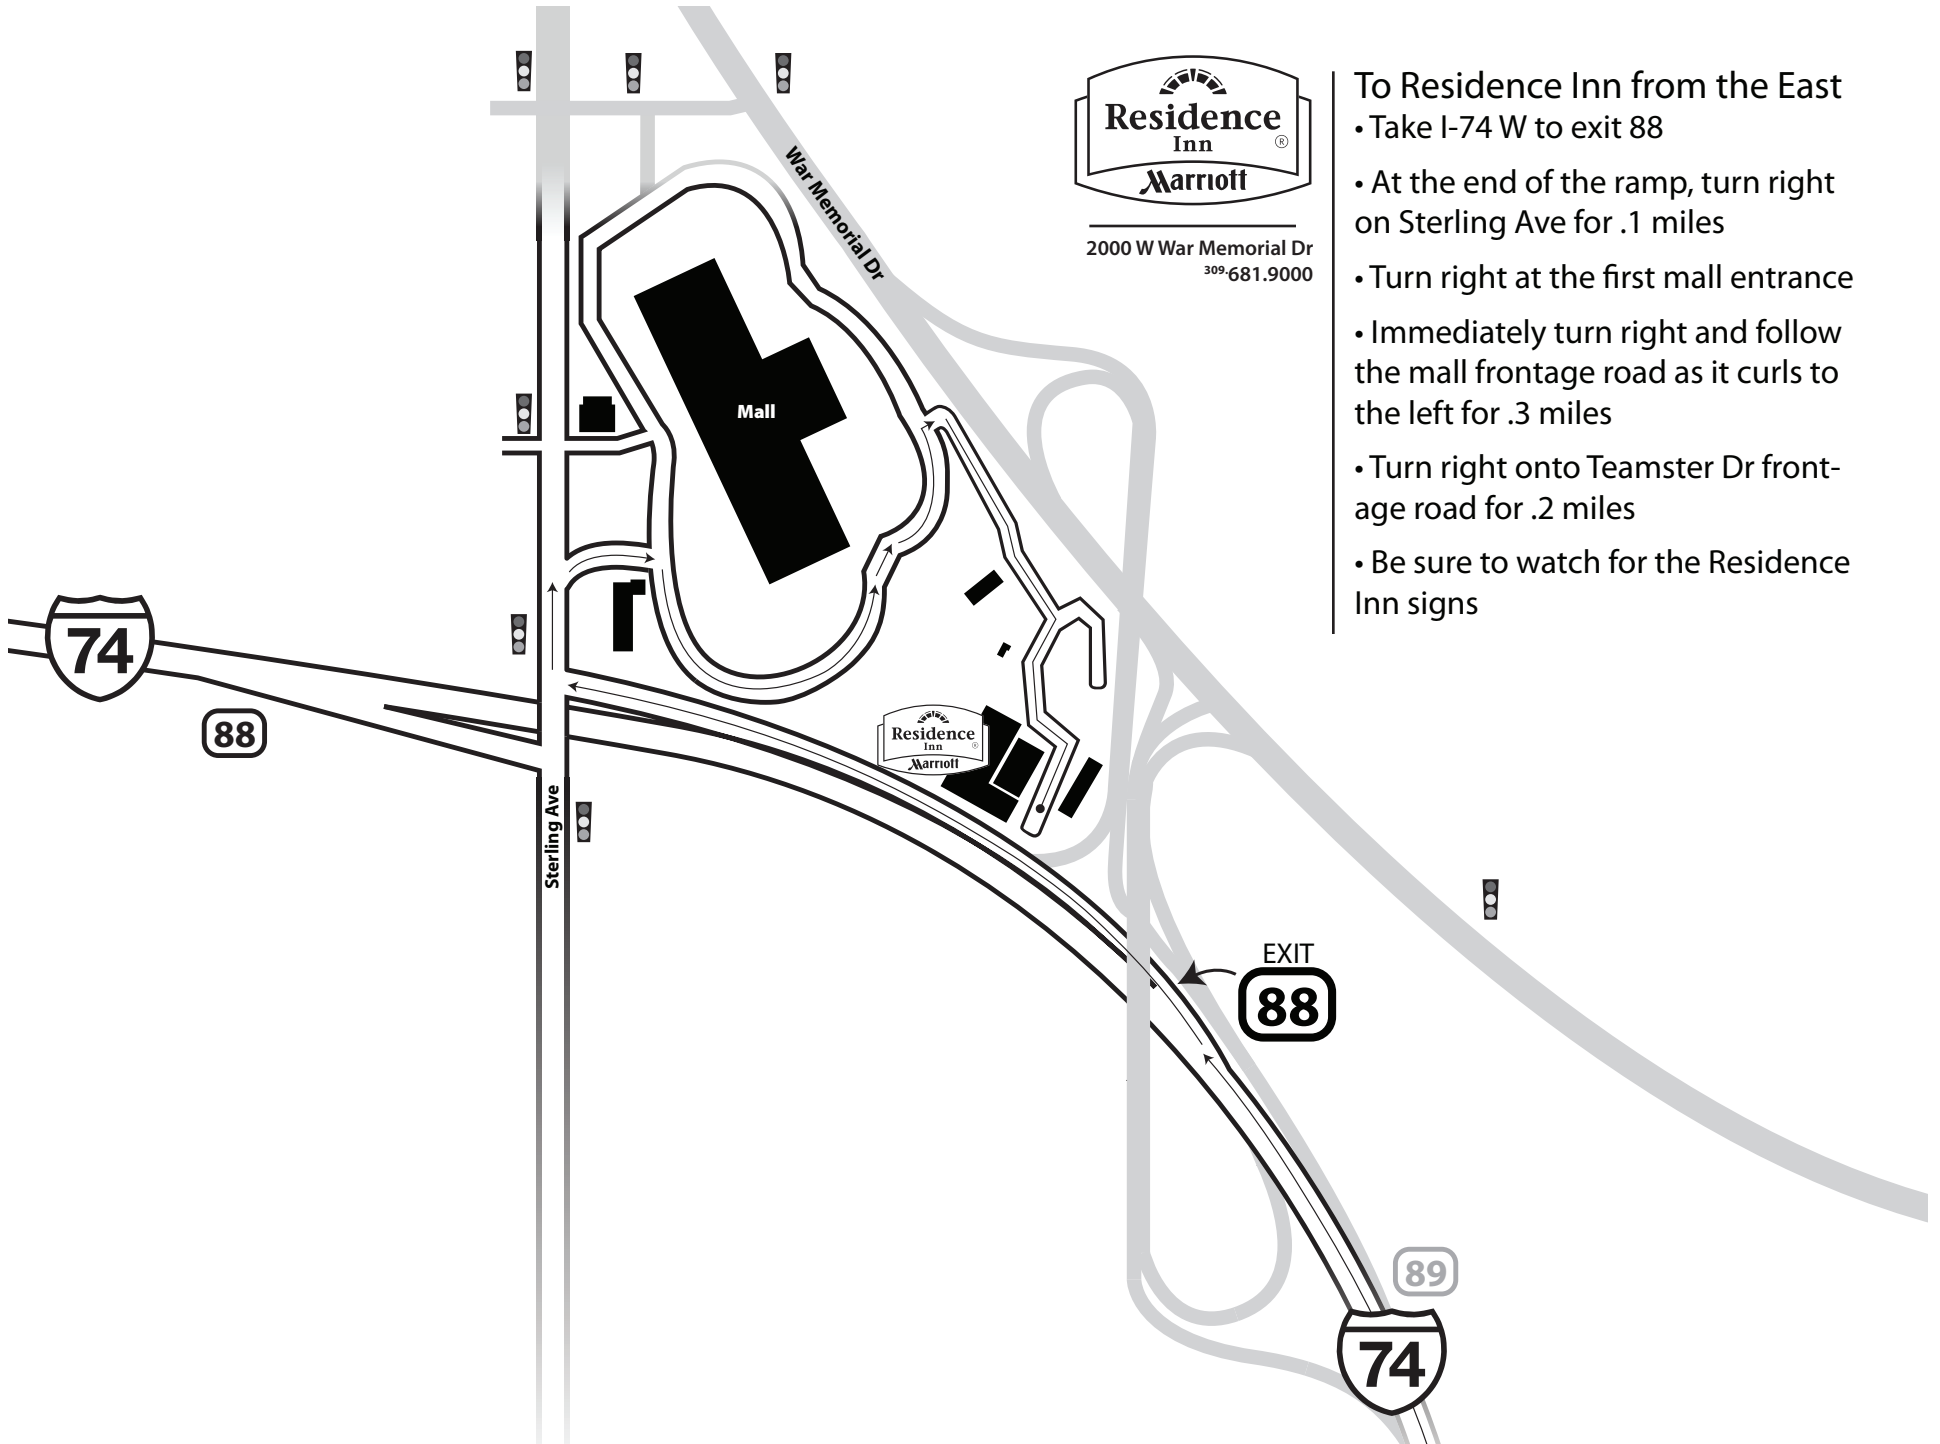 Residence
Inn
®
Marriott
2000 W War Memorial Dr
309-681.9000
To Residence Inn from the East
• Take I-74 W to exit 88
• At the end of the ramp, turn right
on Sterling Ave for .1 miles
• Turn right at the first mall entrance
• Immediately turn right and follow
the mall frontage road as it curls to
the left for .3 miles
• Turn right onto Teamster Dr front-
age road for .2 miles
• Be sure to watch for the Residence
Inn signs
War Memorial Dr
Mall
74
88
Residence
Inn
®
Marriott
Sterling Ave
EXIT
88
89
74